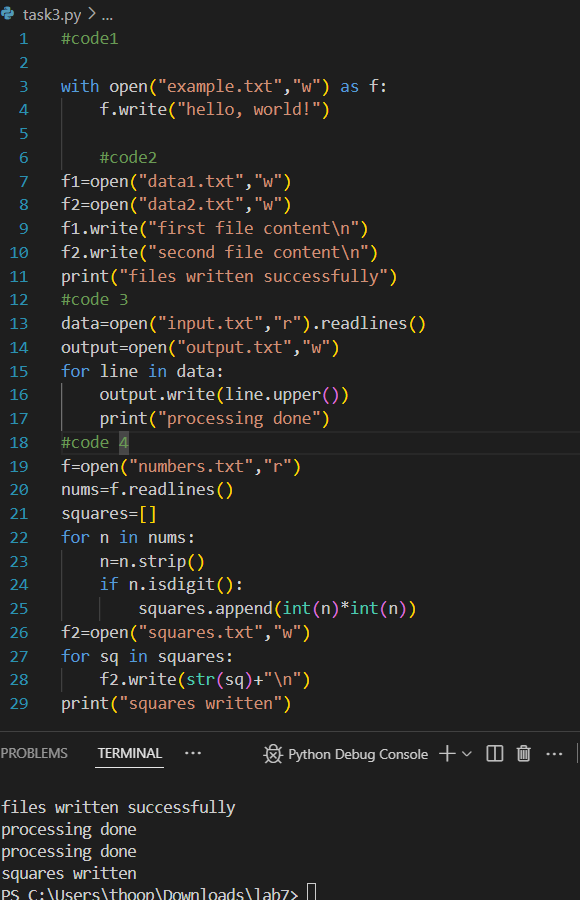 task3.py > ...
1 #code1
2
3 with open("example.txt","w") as f:
4     f.write("hello, world!")
5
6     #code2
7 f1=open("data1.txt","w")
8 f2=open("data2.txt","w")
9 f1.write("first file content\n")
10 f2.write("second file content\n")
11 print("files written successfully")
12 #code 3
13 data=open("input.txt","r").readlines()
14 output=open("output.txt","w")
15 for line in data:
16     output.write(line.upper())
17     print("processing done")
18 #code 4
19 f=open("numbers.txt","r")
20 nums=f.readlines()
21 squares=[]
22 for n in nums:
23     n=n.strip()
24     if n.isdigit():
25         squares.append(int(n)*int(n))
26 f2=open("squares.txt","w")
27 for sq in squares:
28     f2.write(str(sq)+"\n")
29 print("squares written")
PROBLEMS TERMINAL ... Python Debug Console
files written successfully
processing done
processing done
squares written
PS C:\Users\thoop\Downloads\lab7>